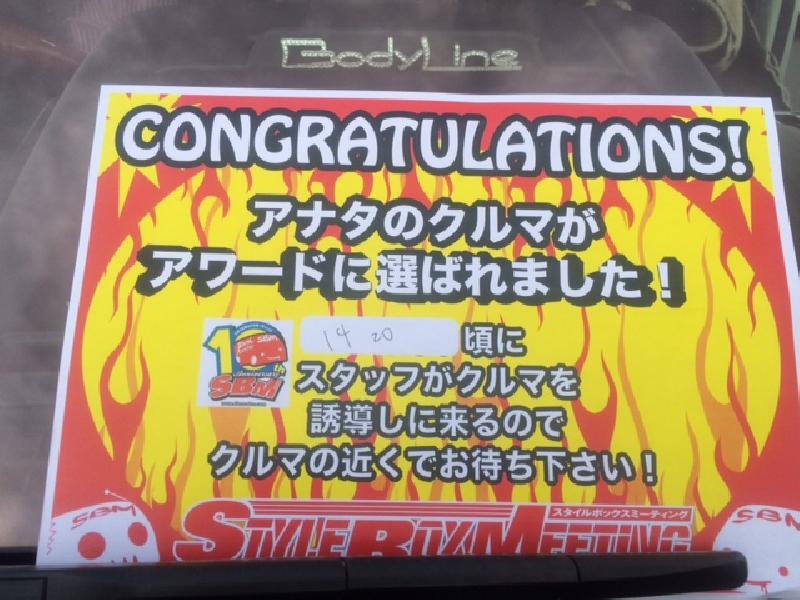 BodyLine
CONGRATULATIONS!
アナタのクルマが
アワードに選ばれました!
10th
SBM
14 20 頃に
スタッフがクルマを
誘導しに来るので
クルマの近くでお待ち下さい!
スタイルボックスミーティング
STYLE BOX MEETING
SBM
SBM